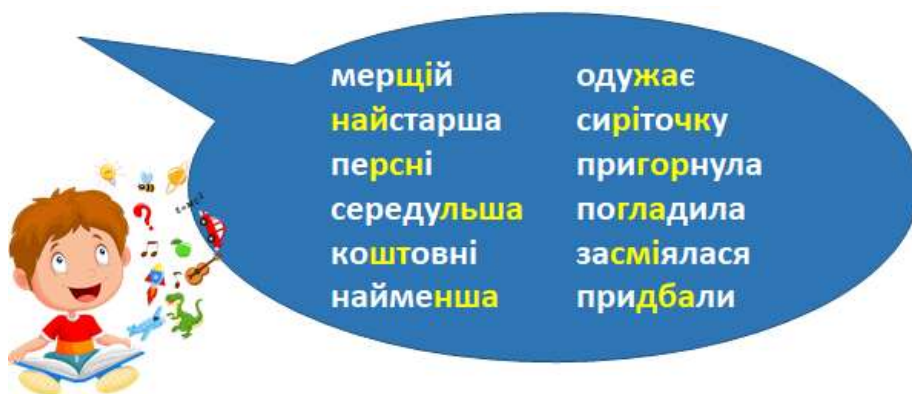 мерщій
найстарша
персні
середульша
коштовні
найменша
одужає
сиріточку
пригорнула
погладила
засміялася
придбали